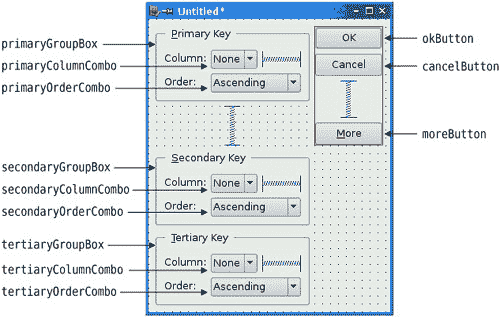 Untitled*
primaryGroupBox
Primary Key
OK
okButton
primaryColumnCombo
Column:
None
Cancel
cancelButton
primaryOrderCombo
Order:
Ascending
More
moreButton
secondaryGroupBox
Secondary Key
secondaryColumnCombo
Column:
None
secondaryOrderCombo
Order:
Ascending
tertiaryGroupBox
Tertiary Key
tertiaryColumnCombo
Column:
None
tertiaryOrderCombo
Order:
Ascending